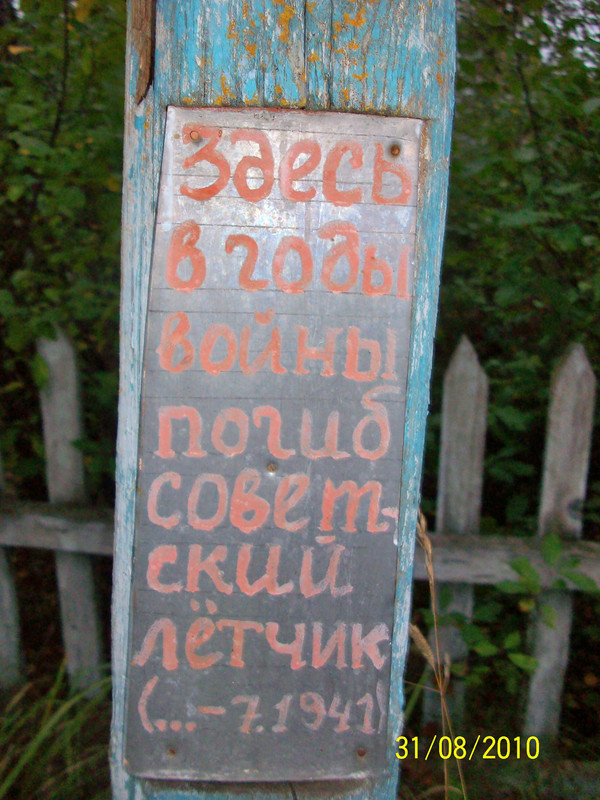 Здесь
в годы
войны
погиб
совет-
ский
лётчик
(...-7.1941)
31/08/2010